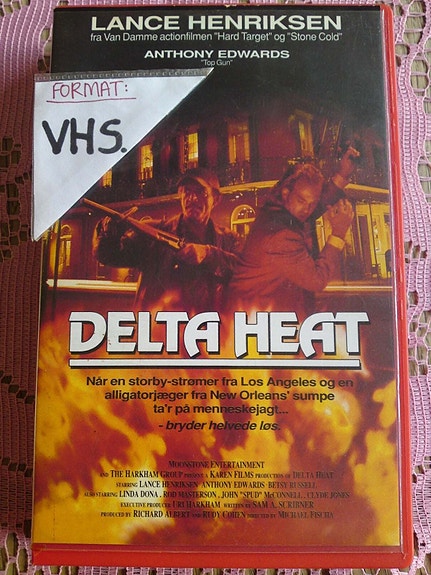 LANCE HENRIKSEN
fra Van Damme actionfilmen "Hard Target" og "Stone Cold"
ANTHONY EDWARDS
"Top Gun"
FORMAT:
VHS.
DELTA HEAT
Når en storby-strømer fra Los Angeles og en
alligatorjæger fra New Orleans' sumpe
ta'r på menneskejagt...
- bryder helvede løs.
MOONSTONE ENTERTAINMENT
AND THE HARKHAM GROUP PRESENT A KAREN FILMS PRODUCTION OF DELTA HEAT
STARRING LANCE HENRIKSEN · ANTHONY EDWARDS · BETSY RUSSELL
ALSO STARRING LINDA DONA, ROD MASTERSON, JOHN "SPUD" McCONNELL, CLYDE JONES
EXECUTIVE PRODUCER URI HARKHAM WRITTEN BY SAM A. SCRIBNER
PRODUCED BY RICHARD ALBERT AND RUDY COHEN DIRECTED BY MICHAEL FISCHA